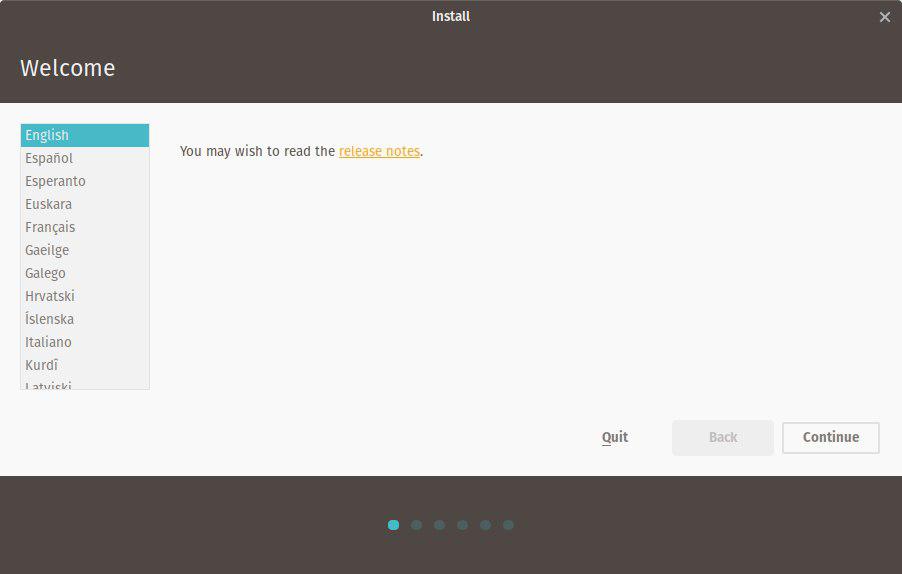 Install
Welcome
English
Español
Esperanto
Euskara
Français
Gaeilge
Galego
Hrvatski
Íslenska
Italiano
Kurdî
Latviski
You may wish to read the release notes.
Quit
Back
Continue